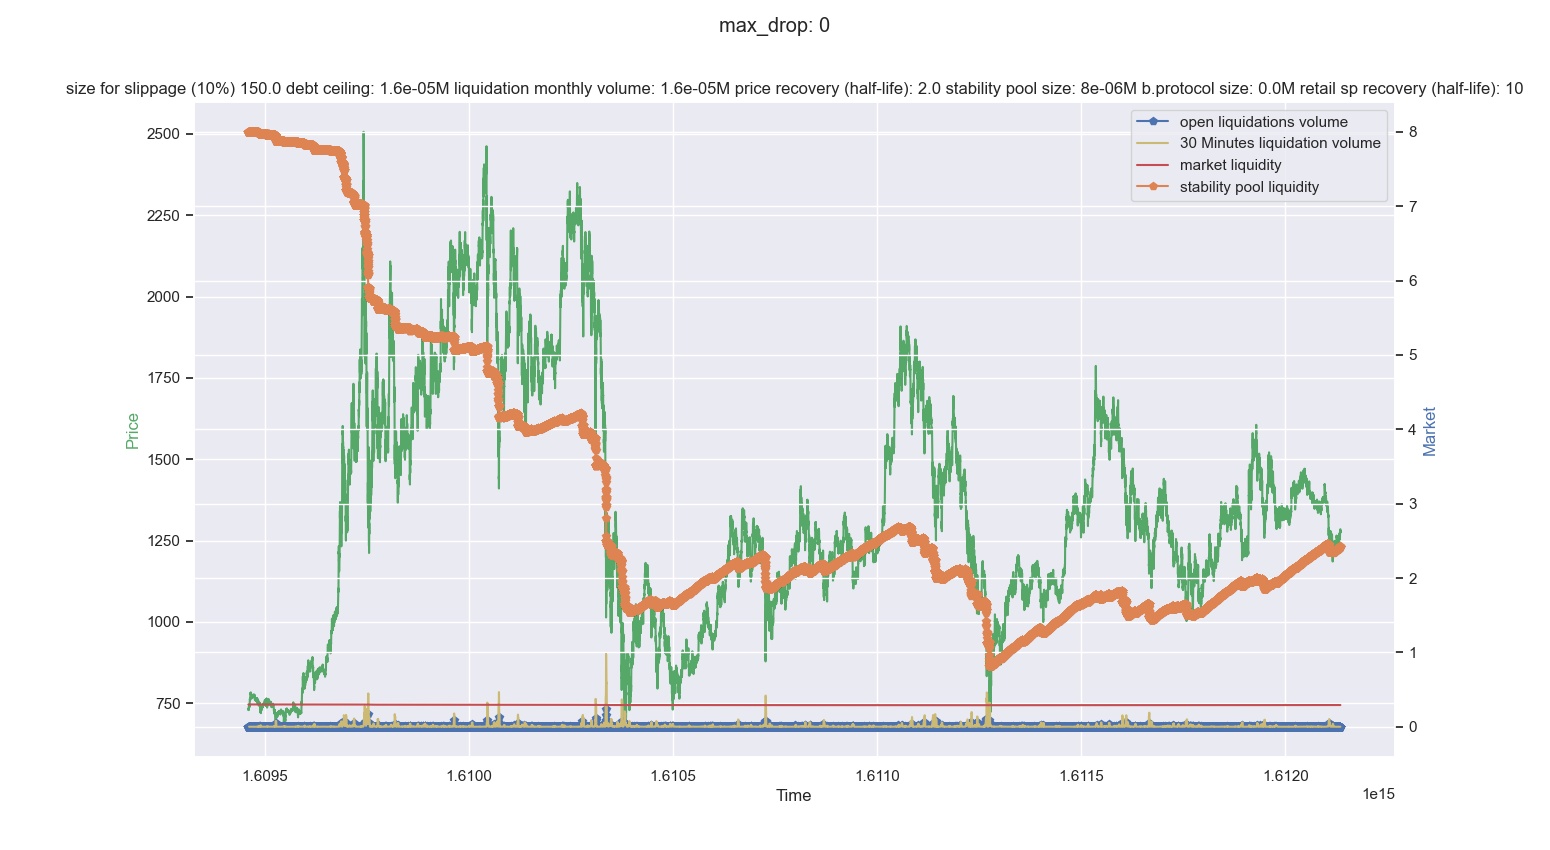 max_drop: 0
size for slippage (10%) 150.0 debt ceiling: 1.6e-05M liquidation monthly volume: 1.6e-05M price recovery (half-life): 2.0 stability pool size: 8e-06M b.protocol size: 0.0M retail sp recovery (half-life): 10
open liquidations volume
30 Minutes liquidation volume
market liquidity
stability pool liquidity
2500
2250
2000
1750
1500
1250
1000
750
Price
8
7
6
5
4
3
2
1
0
Market
1.6095 1.6100 1.6105 1.6110 1.6115 1.6120
1e15
Time